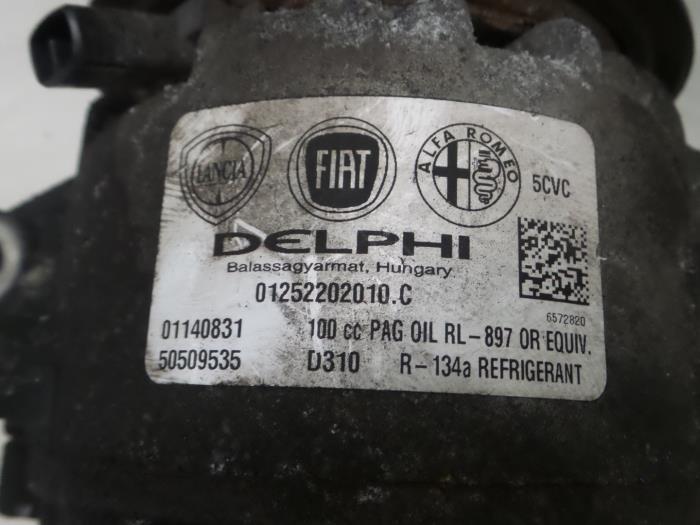 LANCIA
FIAT
ALFA ROMEO
5CVC
DELPHI
Balassagyarmat, Hungary
01252202010.C
6572820
01140831 100 cc PAG OIL RL-897 OR EQUIV.
50509535 D310 R-134a REFRIGERANT